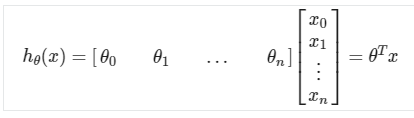 h_θ(x) = [θ_0 θ_1 ... θ_n] [x_0 x_1 ⋮ x_n] = θ^T x